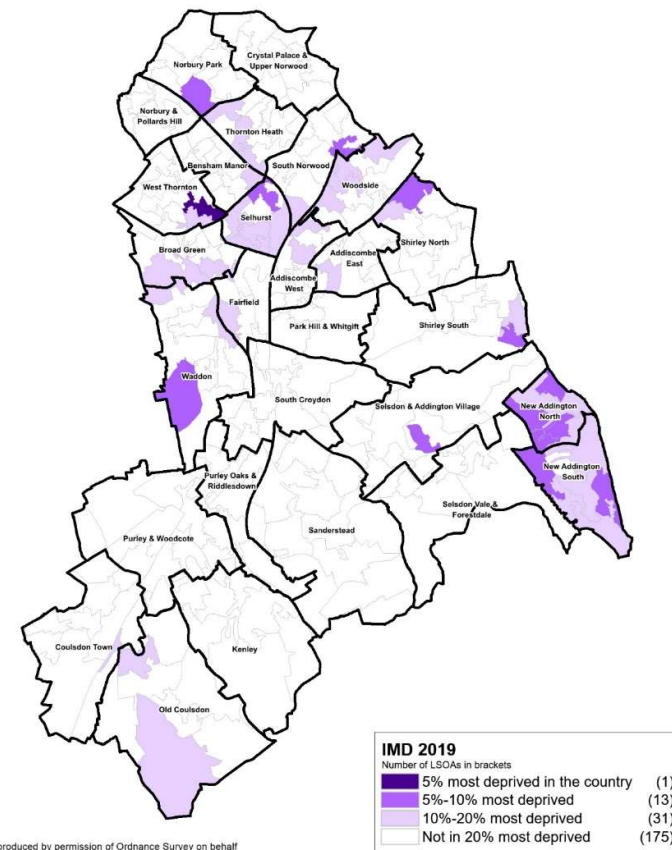 Norbury Park
Crystal Palace &
Upper Norwood
Norbury &
Pollards Hill
Thornton Heath
Bensham Manor
South Norwood
West Thornton
Woodside
Selhurst
Broad Green
Shirley North
Addiscombe
East
Addiscombe
West
Fairfield
Park Hill & Whitgift
Shirley South
Waddon
South Croydon
Selsdon & Addington Village
New Addington
North
New Addington
South
Purley Oaks &
Riddlesdown
Selsdon Vale &
Forestdale
Sanderstead
Purley & Woodcote
Coulsdon Town
Kenley
Old Coulsdon
IMD 2019
Number of LSOAs in brackets
5% most deprived in the country (1)
5%-10% most deprived (13)
10%-20% most deprived (31)
Not in 20% most deprived (175)
produced by permission of Ordnance Survey on behalf